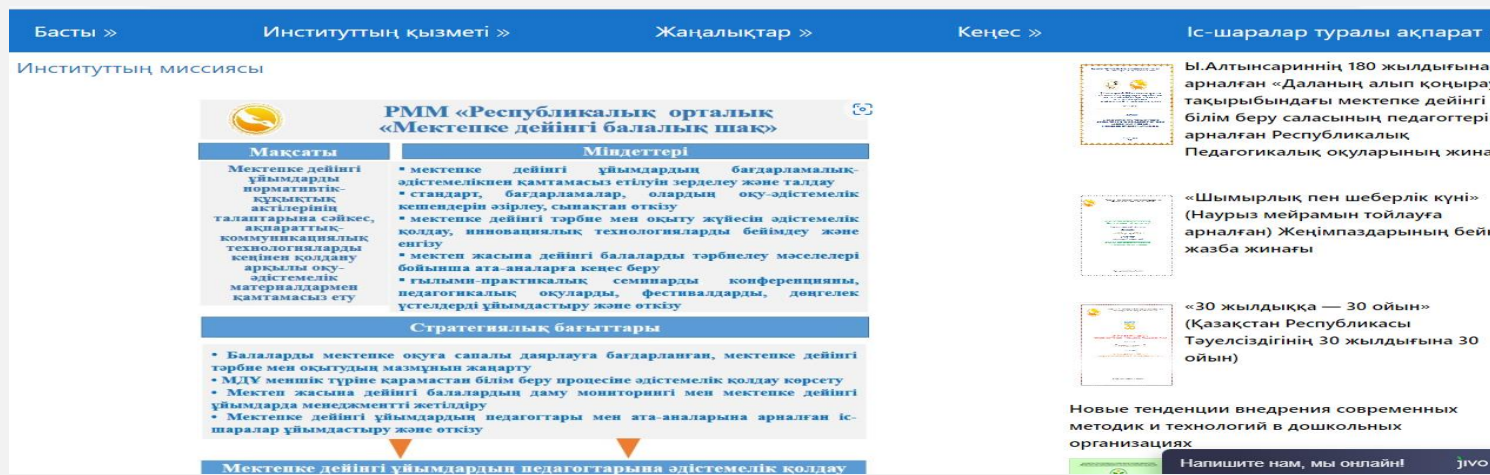 Басты »
Институттың қызметі »
Жаңалықтар »
Кеңес »
Іс-шаралар туралы ақпарат
Институттың миссиясы
РММ «Республикалық орталық
«Мектепке дейінгі балалық шақ»
Мақсаты
Мектепке дейінгі
ұйымдарды
нормативтік-
құқықтық
актілерінің
талаптарына сәйкес,
ақпараттық-
коммуникациялық
технологияларды
кеңінен қолдану
арқылы оқу-
әдістемелік
материалдармен
қамтамасыз ету
Міндеттері
• мектепке дейінгі ұйымдардың бағдарламалық-
әдістемелікпен қамтамасыз етілуін зерделеу және талдау
• стандарт, бағдарламалар, олардың оқу-әдістемелік
кешендерін әзірлеу, сынақтан өткізу
• мектепке дейінгі тәрбие мен оқыту жүйесін әдістемелік
қолдау, инновациялық технологияларды бейімдеу және
енгізу
• мектеп жасына дейінгі балаларды тәрбиелеу мәселелері
бойынша ата-аналарға кеңес беру
• ғылыми-практикалық семинарды конференцияны,
педагогикалық оқуларды, фестивалдарды, дөңгелек
үстелдерді ұйымдастыру және өткізу
Стратегиялық бағыттары
• Балаларды мектепке оқуға сапалы даярлауға бағдарланған, мектепке дейінгі
тәрбие мен оқытудың мазмұнын жаңарту
• МДҰ меншік түріне қарамастан білім беру процесіне әдістемелік қолдау көрсету
• Мектеп жасына дейінгі балалардың даму мониторингі мен мектепке дейінгі
ұйымдарда менеджментті жетілдіру
• Мектепке дейінгі ұйымдардың педагогтары мен ата-аналарына арналған іс-
шаралар ұйымдастыру және өткізу
Мектепке дейінгі ұйымдардың педагогтарына әдістемелік қолдау
Ы.Алтынсариннің 180 жылдығына
арналған «Даланың алып қоңырау
тақырыбындағы мектепке дейінгі
білім беру саласының педагогтері
арналған Республикалық
Педагогикалық оқуларының жина
«Шымырлық пен шеберлік күні»
(Наурыз мейрамын тойлауға
арналған) Жеңімпаздарының бейн
жазба жинағы
«30 жылдыққа — 30 ойын»
(Қазақстан Республикасы
Тәуелсіздігінің 30 жылдығына 30
ойын)
Новые тенденции внедрения современных
методик и технологий в дошкольных
организациях
Напишите нам, мы онлайн!
jivo